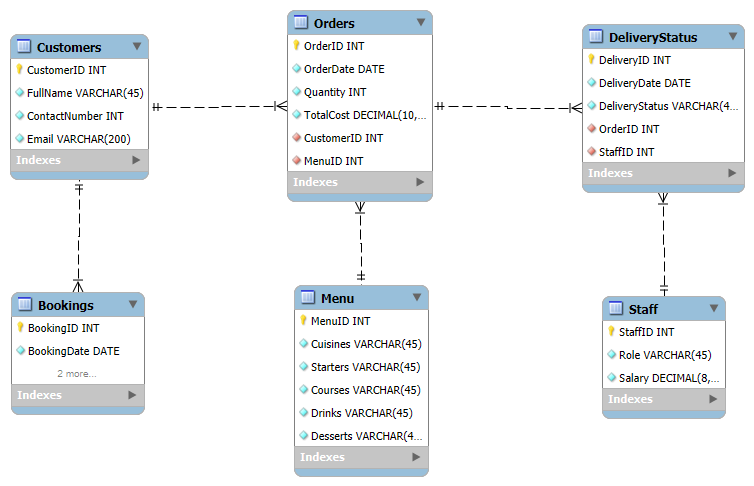 Customers
CustomerID INT
FullName VARCHAR(45)
ContactNumber INT
Email VARCHAR(200)
Indexes
Orders
OrderID INT
OrderDate DATE
Quantity INT
TotalCost DECIMAL(10,...
CustomerID INT
MenuID INT
Indexes
DeliveryStatus
DeliveryID INT
DeliveryDate DATE
DeliveryStatus VARCHAR(4...
OrderID INT
StaffID INT
Indexes
Bookings
BookingID INT
BookingDate DATE
2 more...
Indexes
Menu
MenuID INT
Cuisines VARCHAR(45)
Starters VARCHAR(45)
Courses VARCHAR(45)
Drinks VARCHAR(45)
Desserts VARCHAR(4...
Indexes
Staff
StaffID INT
Role VARCHAR(45)
Salary DECIMAL(8,...
Indexes